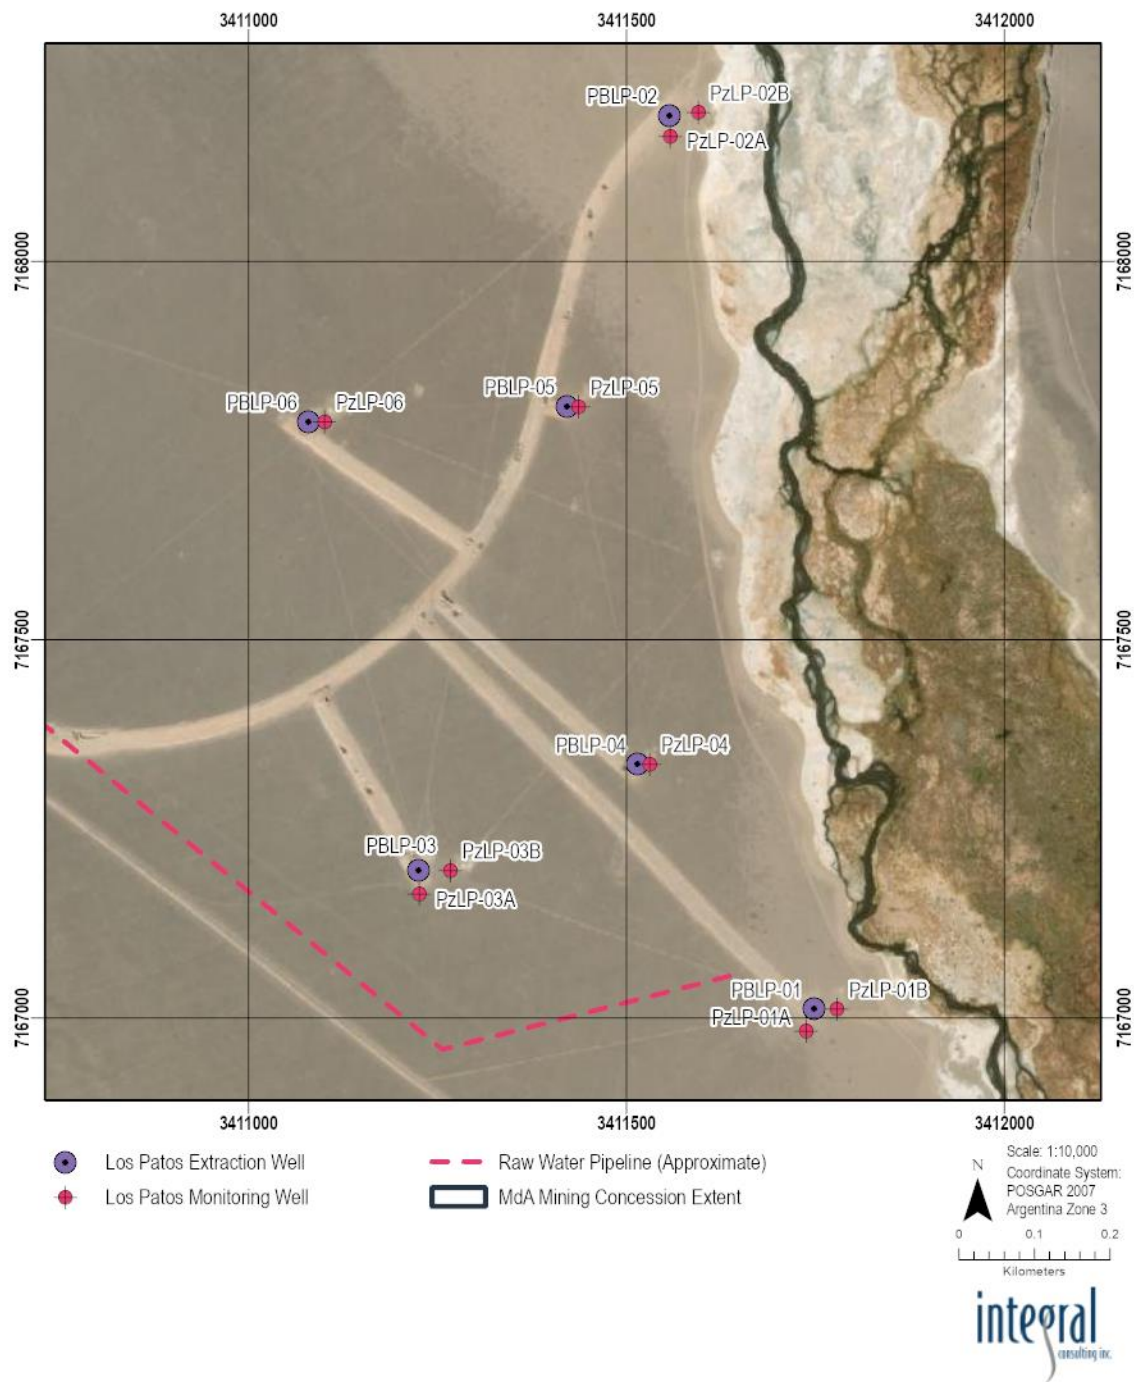 3411000 3411500 3412000
PBLP-02 PzLP-02B
PzLP-02A
7168000 7168000
PBLP-05 PzLP-05
PBLP-06 PzLP-06
7167500 7167500
PBLP-04 PzLP-04
PBLP-03 PzLP-03B
PzLP-03A
PBLP-01 PzLP-01B
PzLP-01A
7167000 7167000
3411000 3411500 3412000
Los Patos Extraction Well
Los Patos Monitoring Well
Raw Water Pipeline (Approximate)
MdA Mining Concession Extent
N
Scale: 1:10,000
Coordinate System:
POSGAR 2007
Argentina Zone 3
0 0.1 0.2
Kilometers
integral
consulting inc.